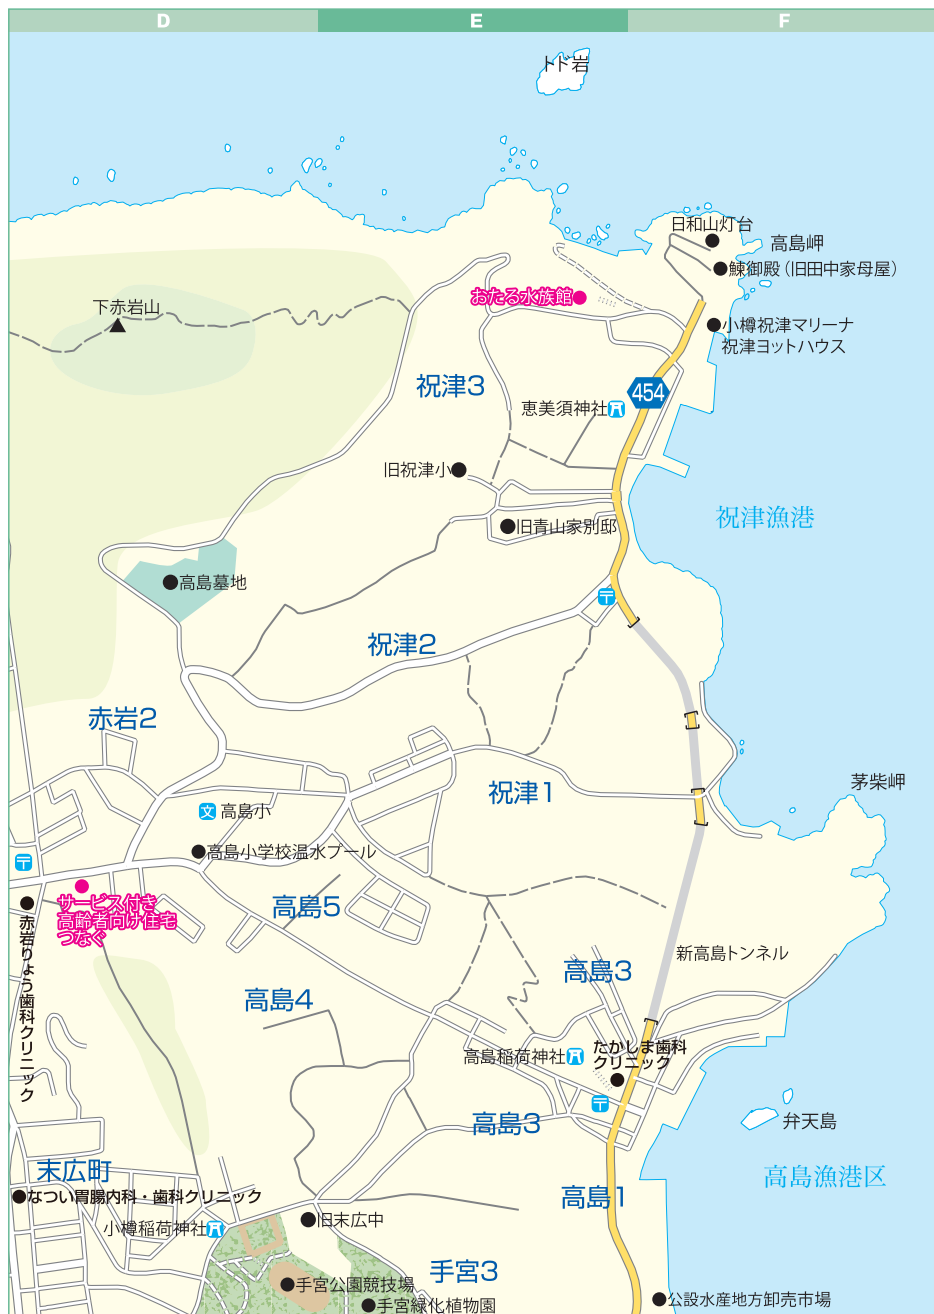 D
E
F
トド岩
日和山灯台
高島岬
鰊御殿（旧田中家母屋）
おたる水族館
下赤岩山
小樽祝津マリーナ
祝津ヨットハウス
祝津3
454
恵美須神社
旧祝津小
祝津漁港
旧青山家別邸
高島墓地
〒
祝津2
赤岩2
茅柴岬
祝津1
文
高島小
高島小学校温水プール
〒
サービス付き
高齢者向け住宅
つなぐ
高島5
赤岩りょう歯科クリニック
新高島トンネル
高島3
高島4
たかしま歯科
クリニック
高島稲荷神社
〒
高島3
弁天島
末広町
高島漁港区
なつい胃腸内科・歯科クリニック
高島1
小樽稲荷神社
旧末広中
手宮3
手宮公園競技場
手宮緑化植物園
公設水産地方卸売市場